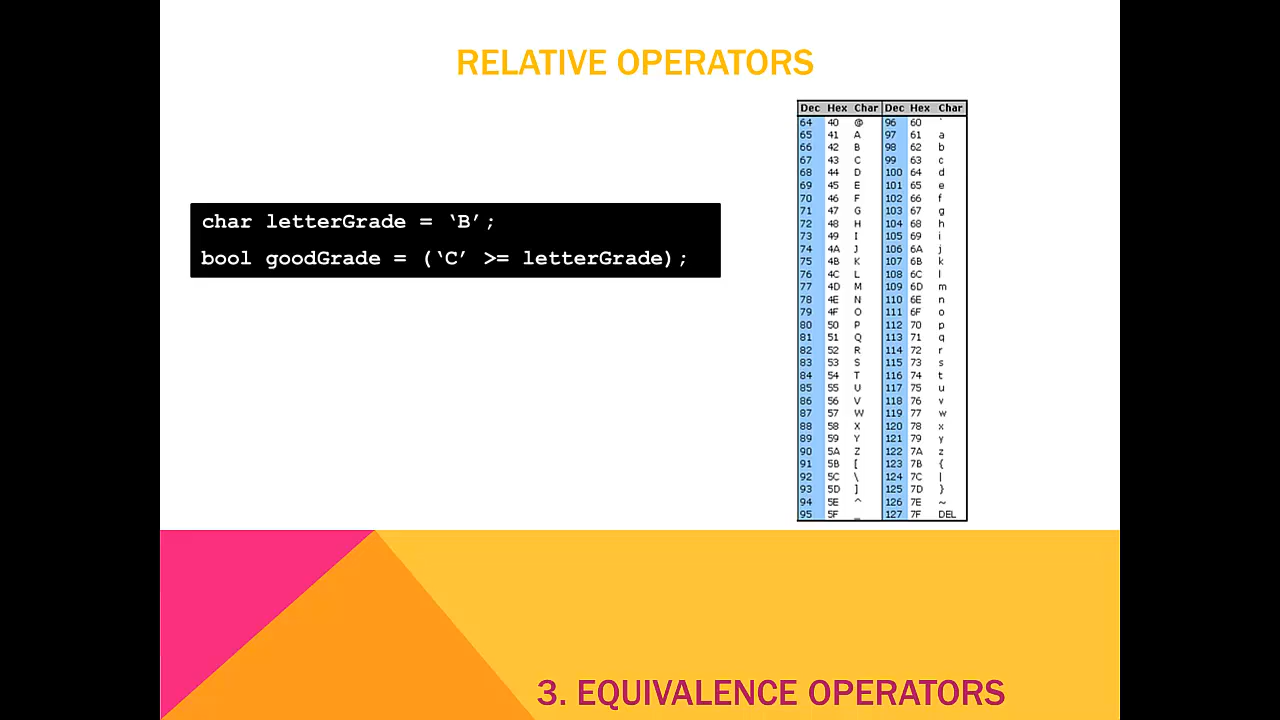 RELATIVE OPERATORS
char letterGrade = ‘B’;
bool goodGrade = (‘C’ >= letterGrade);
Dec Hex Char Dec Hex Char
64 40 @ 96 60 `
65 41 A 97 61 a
66 42 B 98 62 b
67 43 C 99 63 c
68 44 D 100 64 d
69 45 E 101 65 e
70 46 F 102 66 f
71 47 G 103 67 g
72 48 H 104 68 h
73 49 I 105 69 i
74 4A J 106 6A j
75 4B K 107 6B k
76 4C L 108 6C l
77 4D M 109 6D m
78 4E N 110 6E n
79 4F O 111 6F o
80 50 P 112 70 p
81 51 Q 113 71 q
82 52 R 114 72 r
83 53 S 115 73 s
84 54 T 116 74 t
85 55 U 117 75 u
86 56 V 118 76 v
87 57 W 119 77 w
88 58 X 120 78 x
89 59 Y 121 79 y
90 5A Z 122 7A z
91 5B [ 123 7B {
92 5C \ 124 7C |
93 5D ] 125 7D }
94 5E ^ 126 7E ~
95 5F _ 127 7F DEL
3. EQUIVALENCE OPERATORS